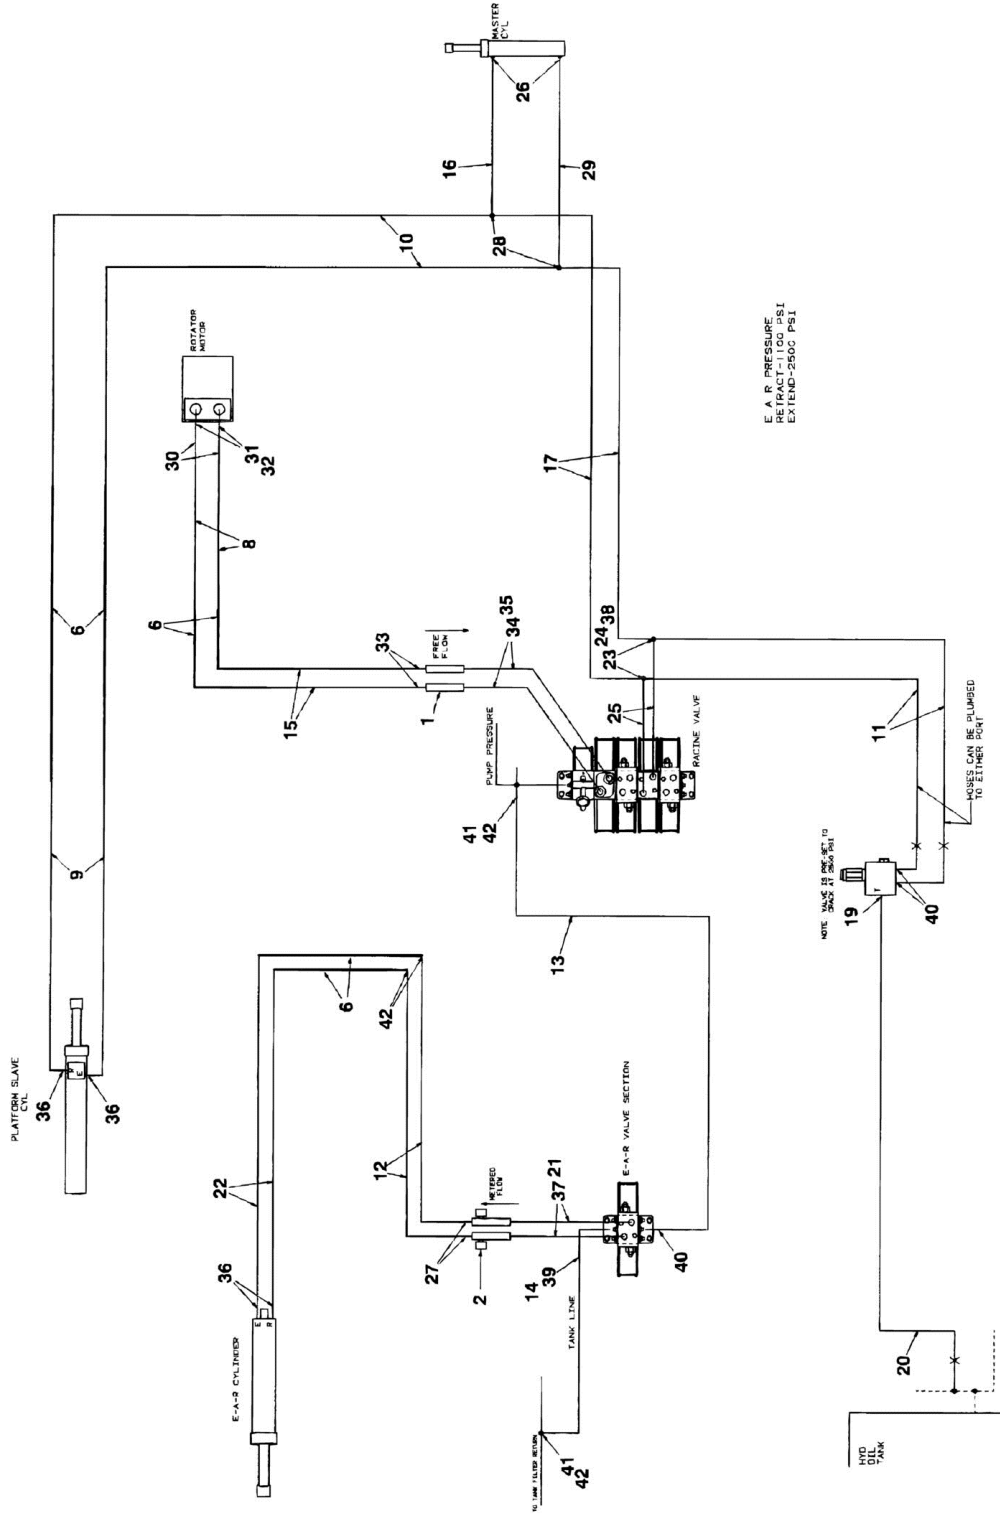 MASTER
CYL
26
16
29
10
28
ROTATOR
MOTOR
30
31
32
8
6
6
E A R PRESSURE
RETRACT-1100 PSI
EXTEND-2500 PSI
17
15
33
FREE
FLOW
34 35
1
23
24 38
25
PUMP PRESSURE
RACINE VALVE
41
42
11
HOSES CAN BE PLUMBED
TO EITHER PORT
NOTE VALVE IS PRE-SET TO
CRACK AT 2500 PSI
T
19
40
9
13
PLATFORM SLAVE
CYL
E
36
36
6
42
22
12
METERED
FLOW
27
2
37 21
E-A-R VALVE SECTION
40
14
39
TANK LINE
36
E
R
E-A-R CYLINDER
TO TANK FILTER RETURN
41
42
20
HYD
OIL
TANK